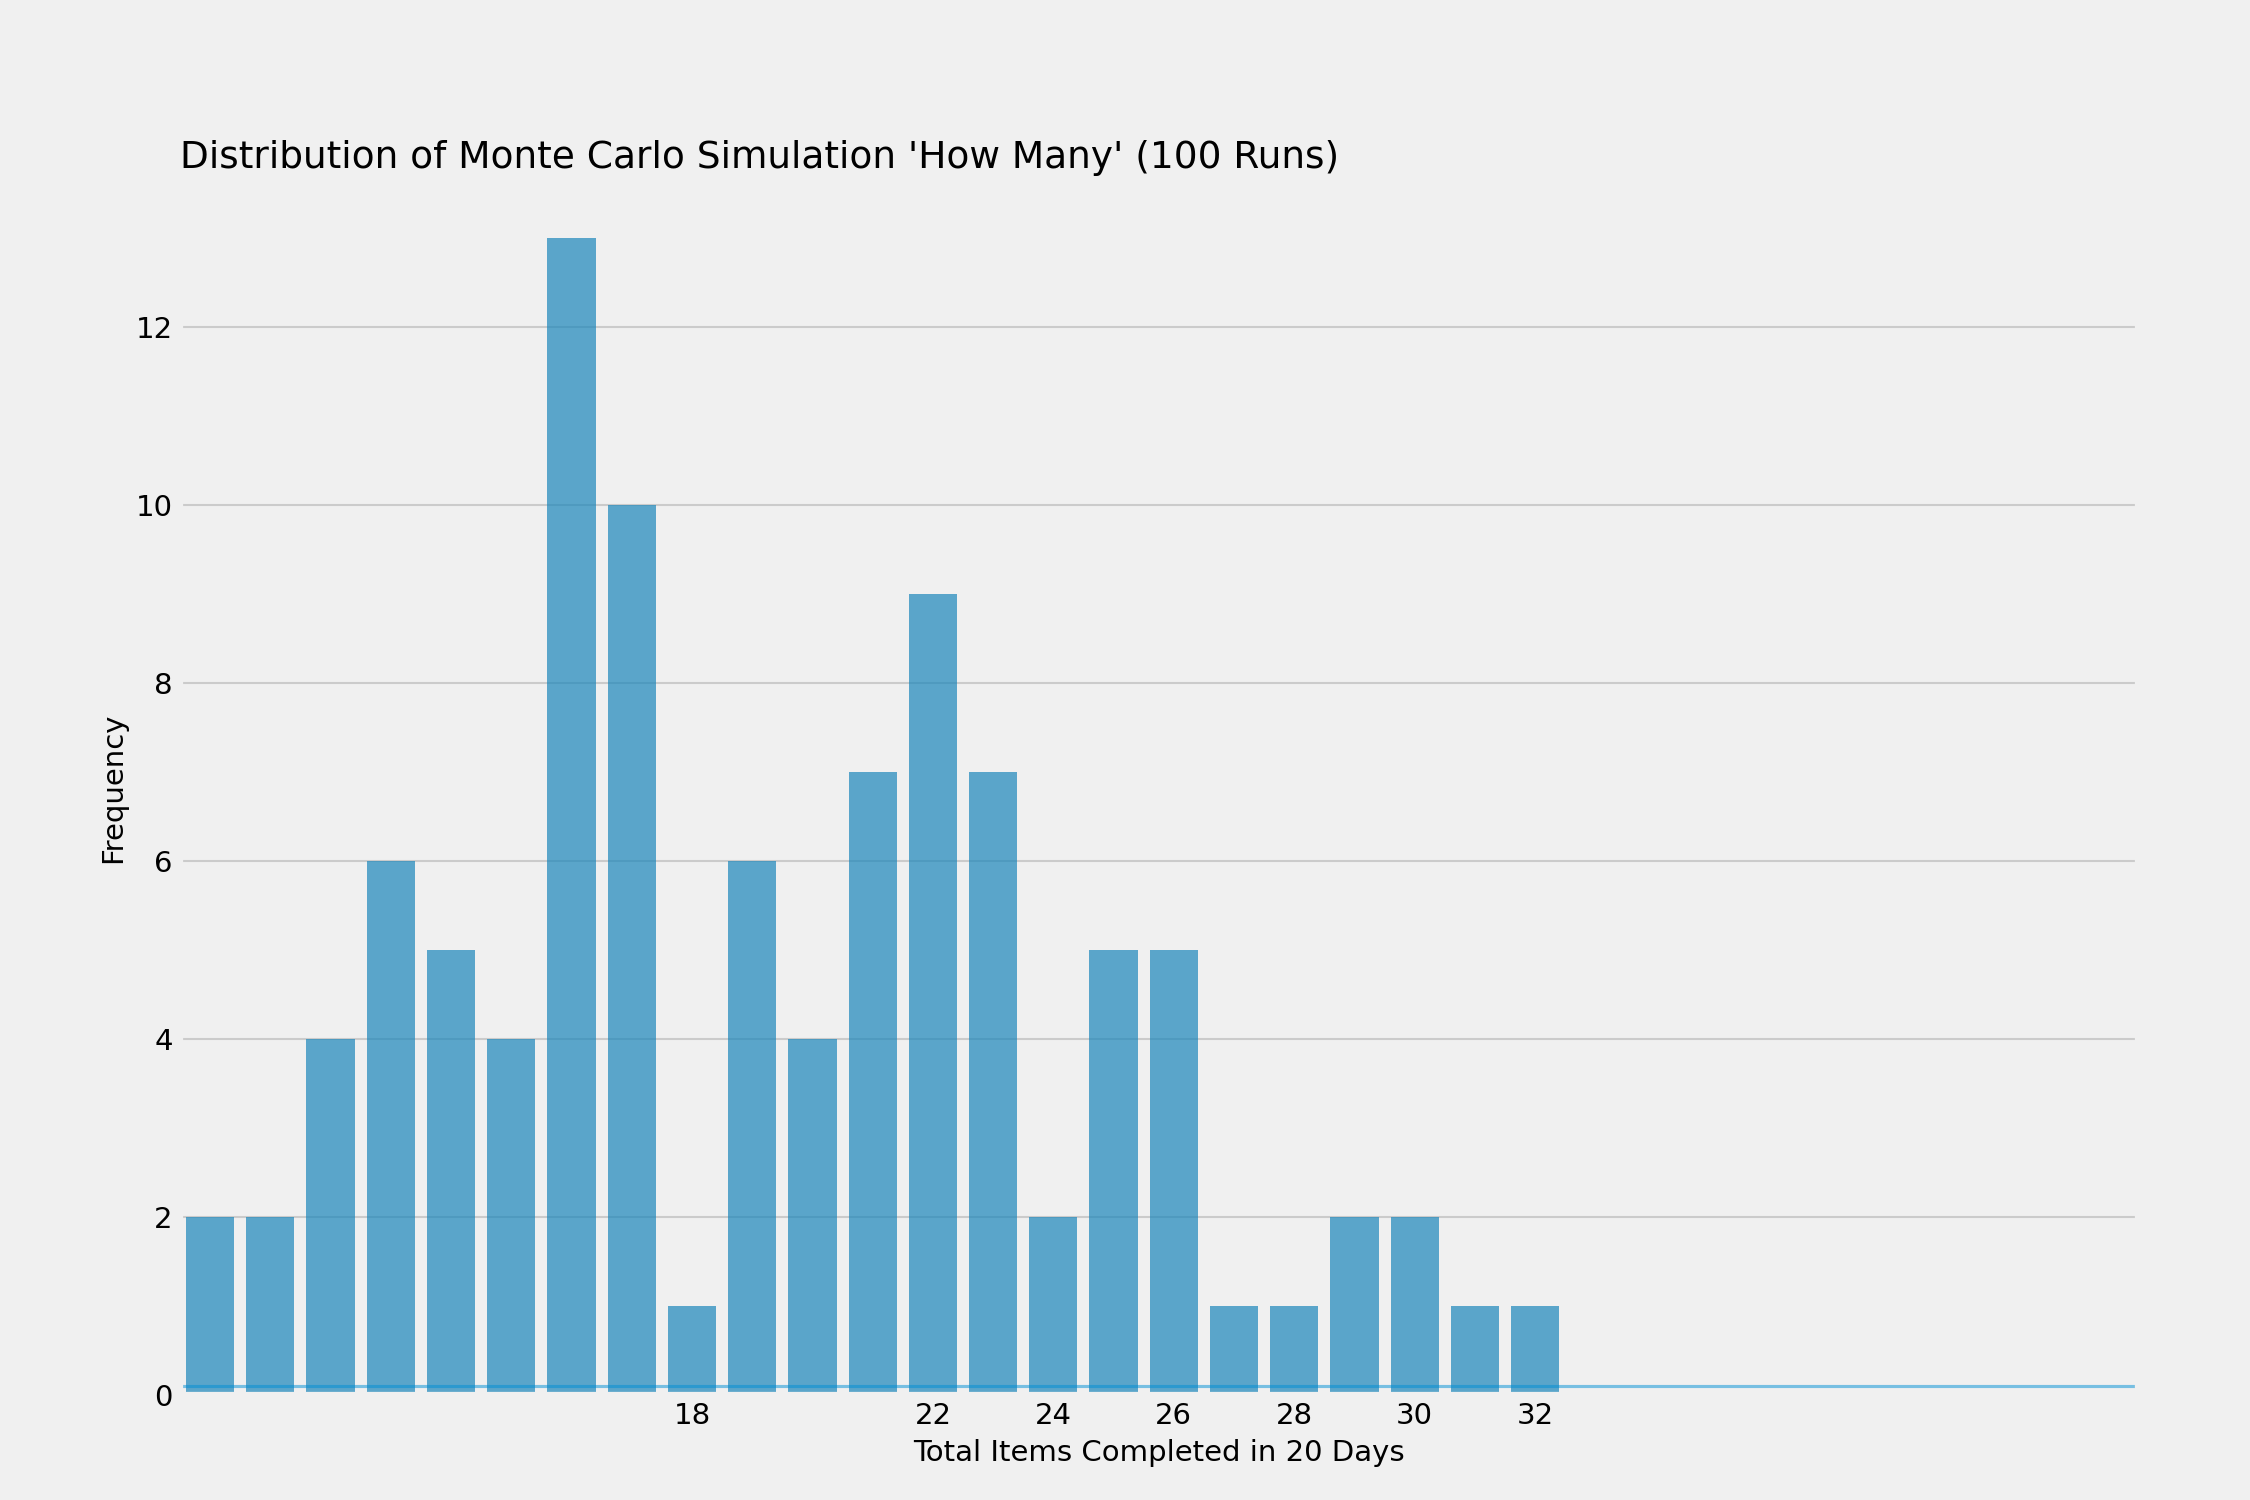 Distribution of Monte Carlo Simulation 'How Many' (100 Runs)
12
10
8
6
4
2
0
Frequency
18 22 24 26 28 30 32
Total Items Completed in 20 Days